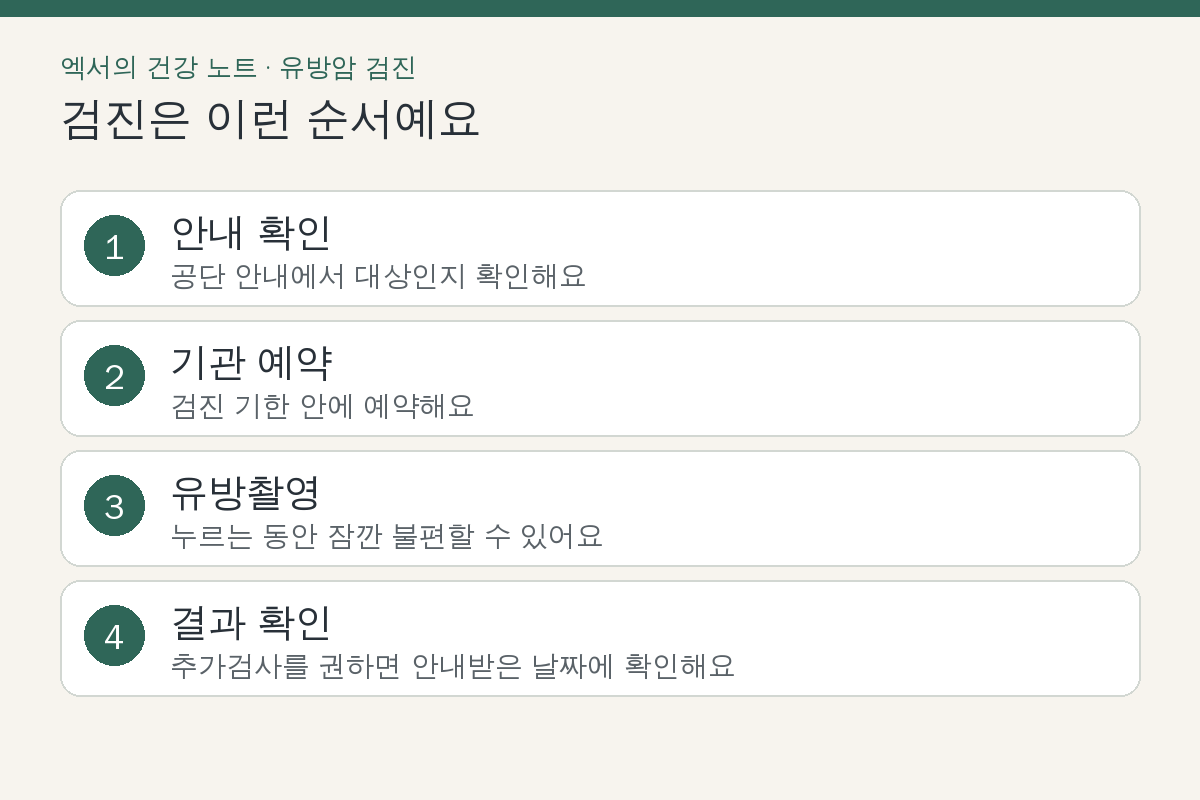 엑서의 건강 노트 · 유방암 검진
검진은 이런 순서예요
1
안내 확인
공단 안내에서 대상인지 확인해요
2
기관 예약
검진 기한 안에 예약해요
3
유방촬영
누르는 동안 잠깐 불편할 수 있어요
4
결과 확인
추가검사를 권하면 안내받은 날짜에 확인해요